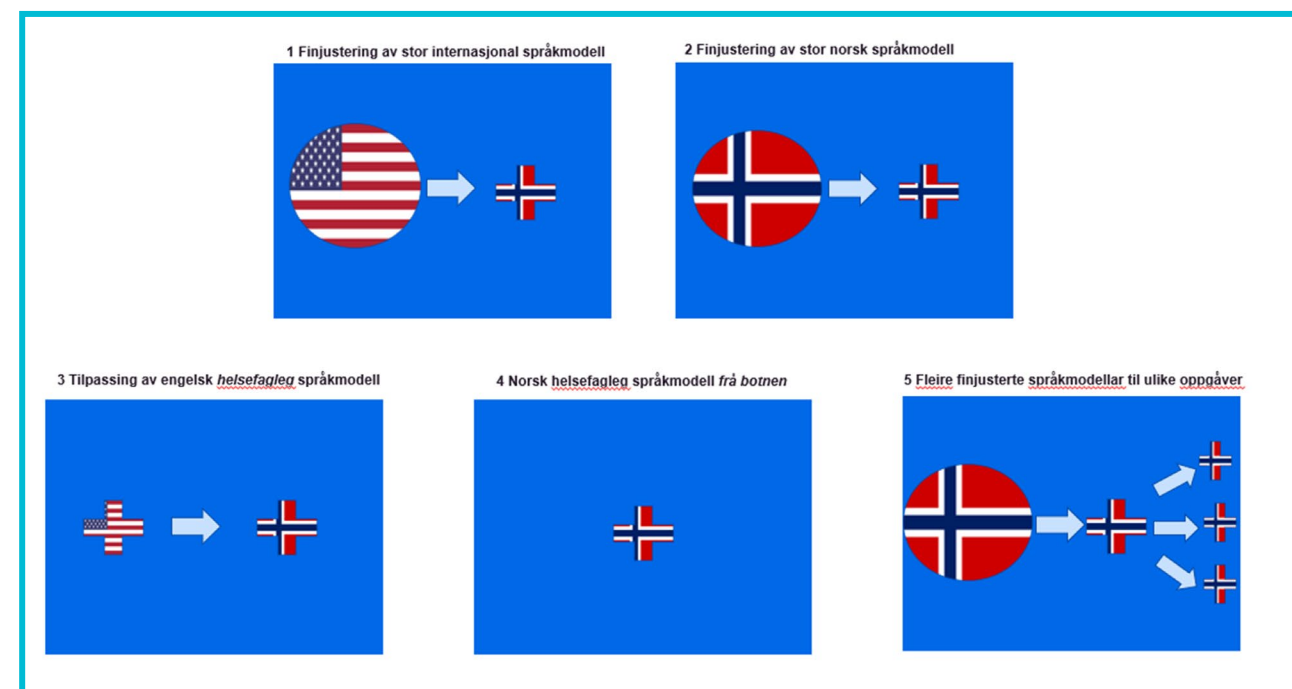 1 Finjustering av stor internasjonal språkmodell
2 Finjustering av stor norsk språkmodell
3 Tilpassing av engelsk helsefagleg språkmodell
4 Norsk helsefagleg språkmodell frå botnen
5 Fleire finjusterte språkmodellar til ulike oppgåver